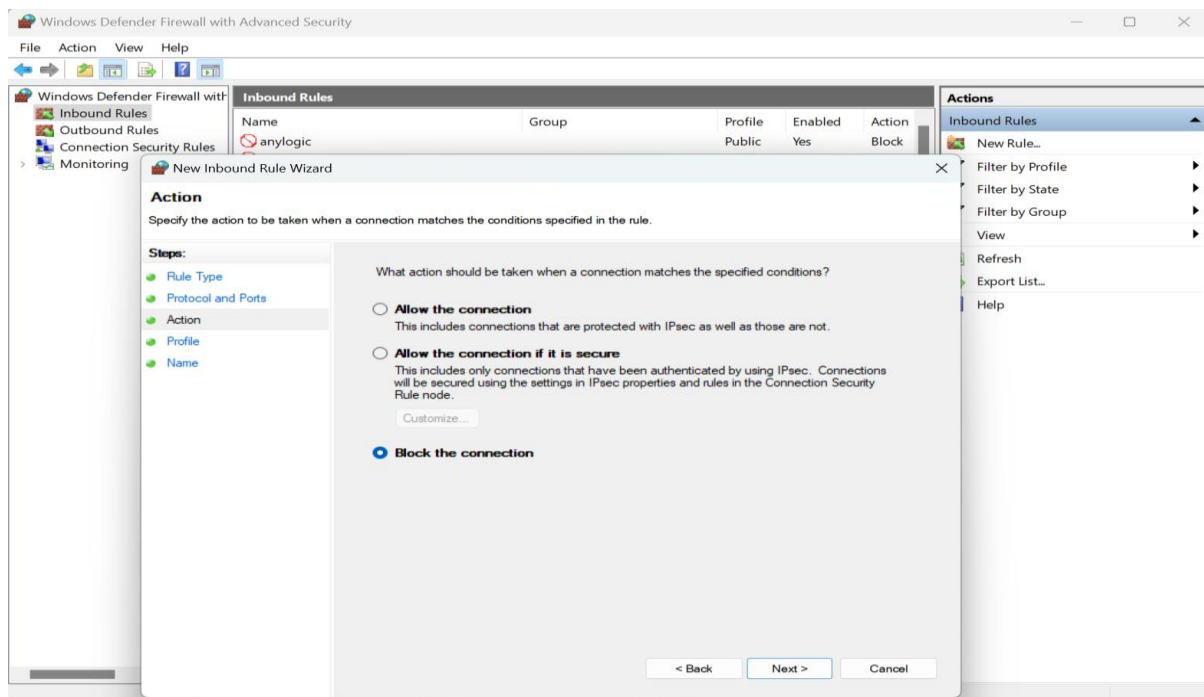 Windows Defender Firewall with Advanced Security
File Action View Help
Windows Defender Firewall with
Inbound Rules
Outbound Rules
Connection Security Rules
Monitoring
Inbound Rules
Name Group Profile Enabled Action
anylogic Public Yes Block
Actions
Inbound Rules
New Rule...
Filter by Profile
Filter by State
Filter by Group
View
Refresh
Export List...
Help
New Inbound Rule Wizard
Action
Specify the action to be taken when a connection matches the conditions specified in the rule.
Steps:
Rule Type
Protocol and Ports
Action
Profile
Name
What action should be taken when a connection matches the specified conditions?
Allow the connection
This includes connections that are protected with IPsec as well as those are not.
Allow the connection if it is secure
This includes only connections that have been authenticated by using IPsec. Connections
will be secured using the settings in IPsec properties and rules in the Connection Security
Rule node.
Customize...
Block the connection
< Back Next > Cancel